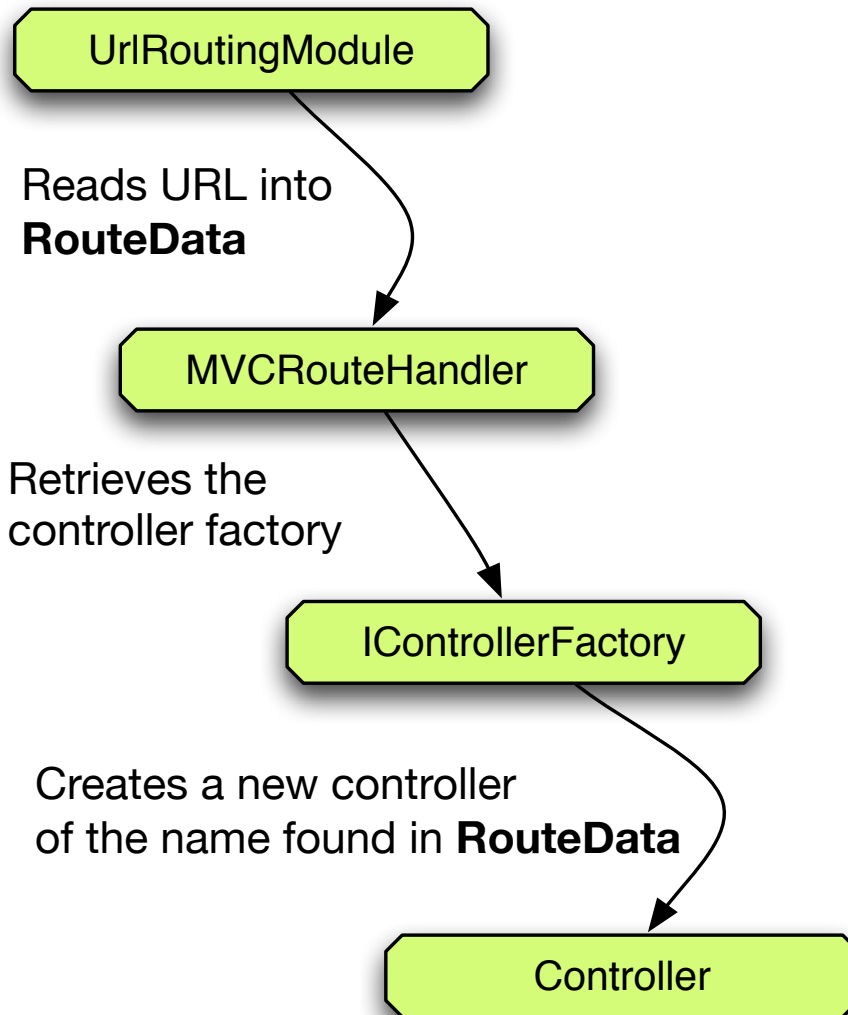 UrlRoutingModule
Reads URL into
RouteData
MVCRouteHandler
Retrieves the
controller factory
IControllerFactory
Creates a new controller
of the name found in RouteData
Controller